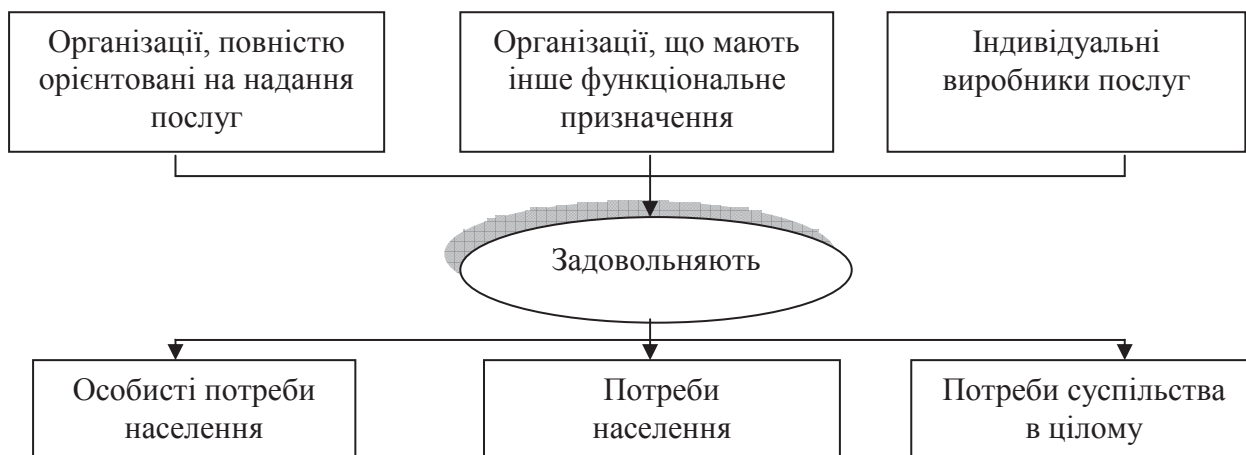 Організації, повністю
орієнтовані на надання
послуг
Організації, що мають
інше функціональне
призначення
Індивідуальні
виробники послуг
Задовольняють
Особисті потреби
населення
Потреби
населення
Потреби суспільства
в цілому